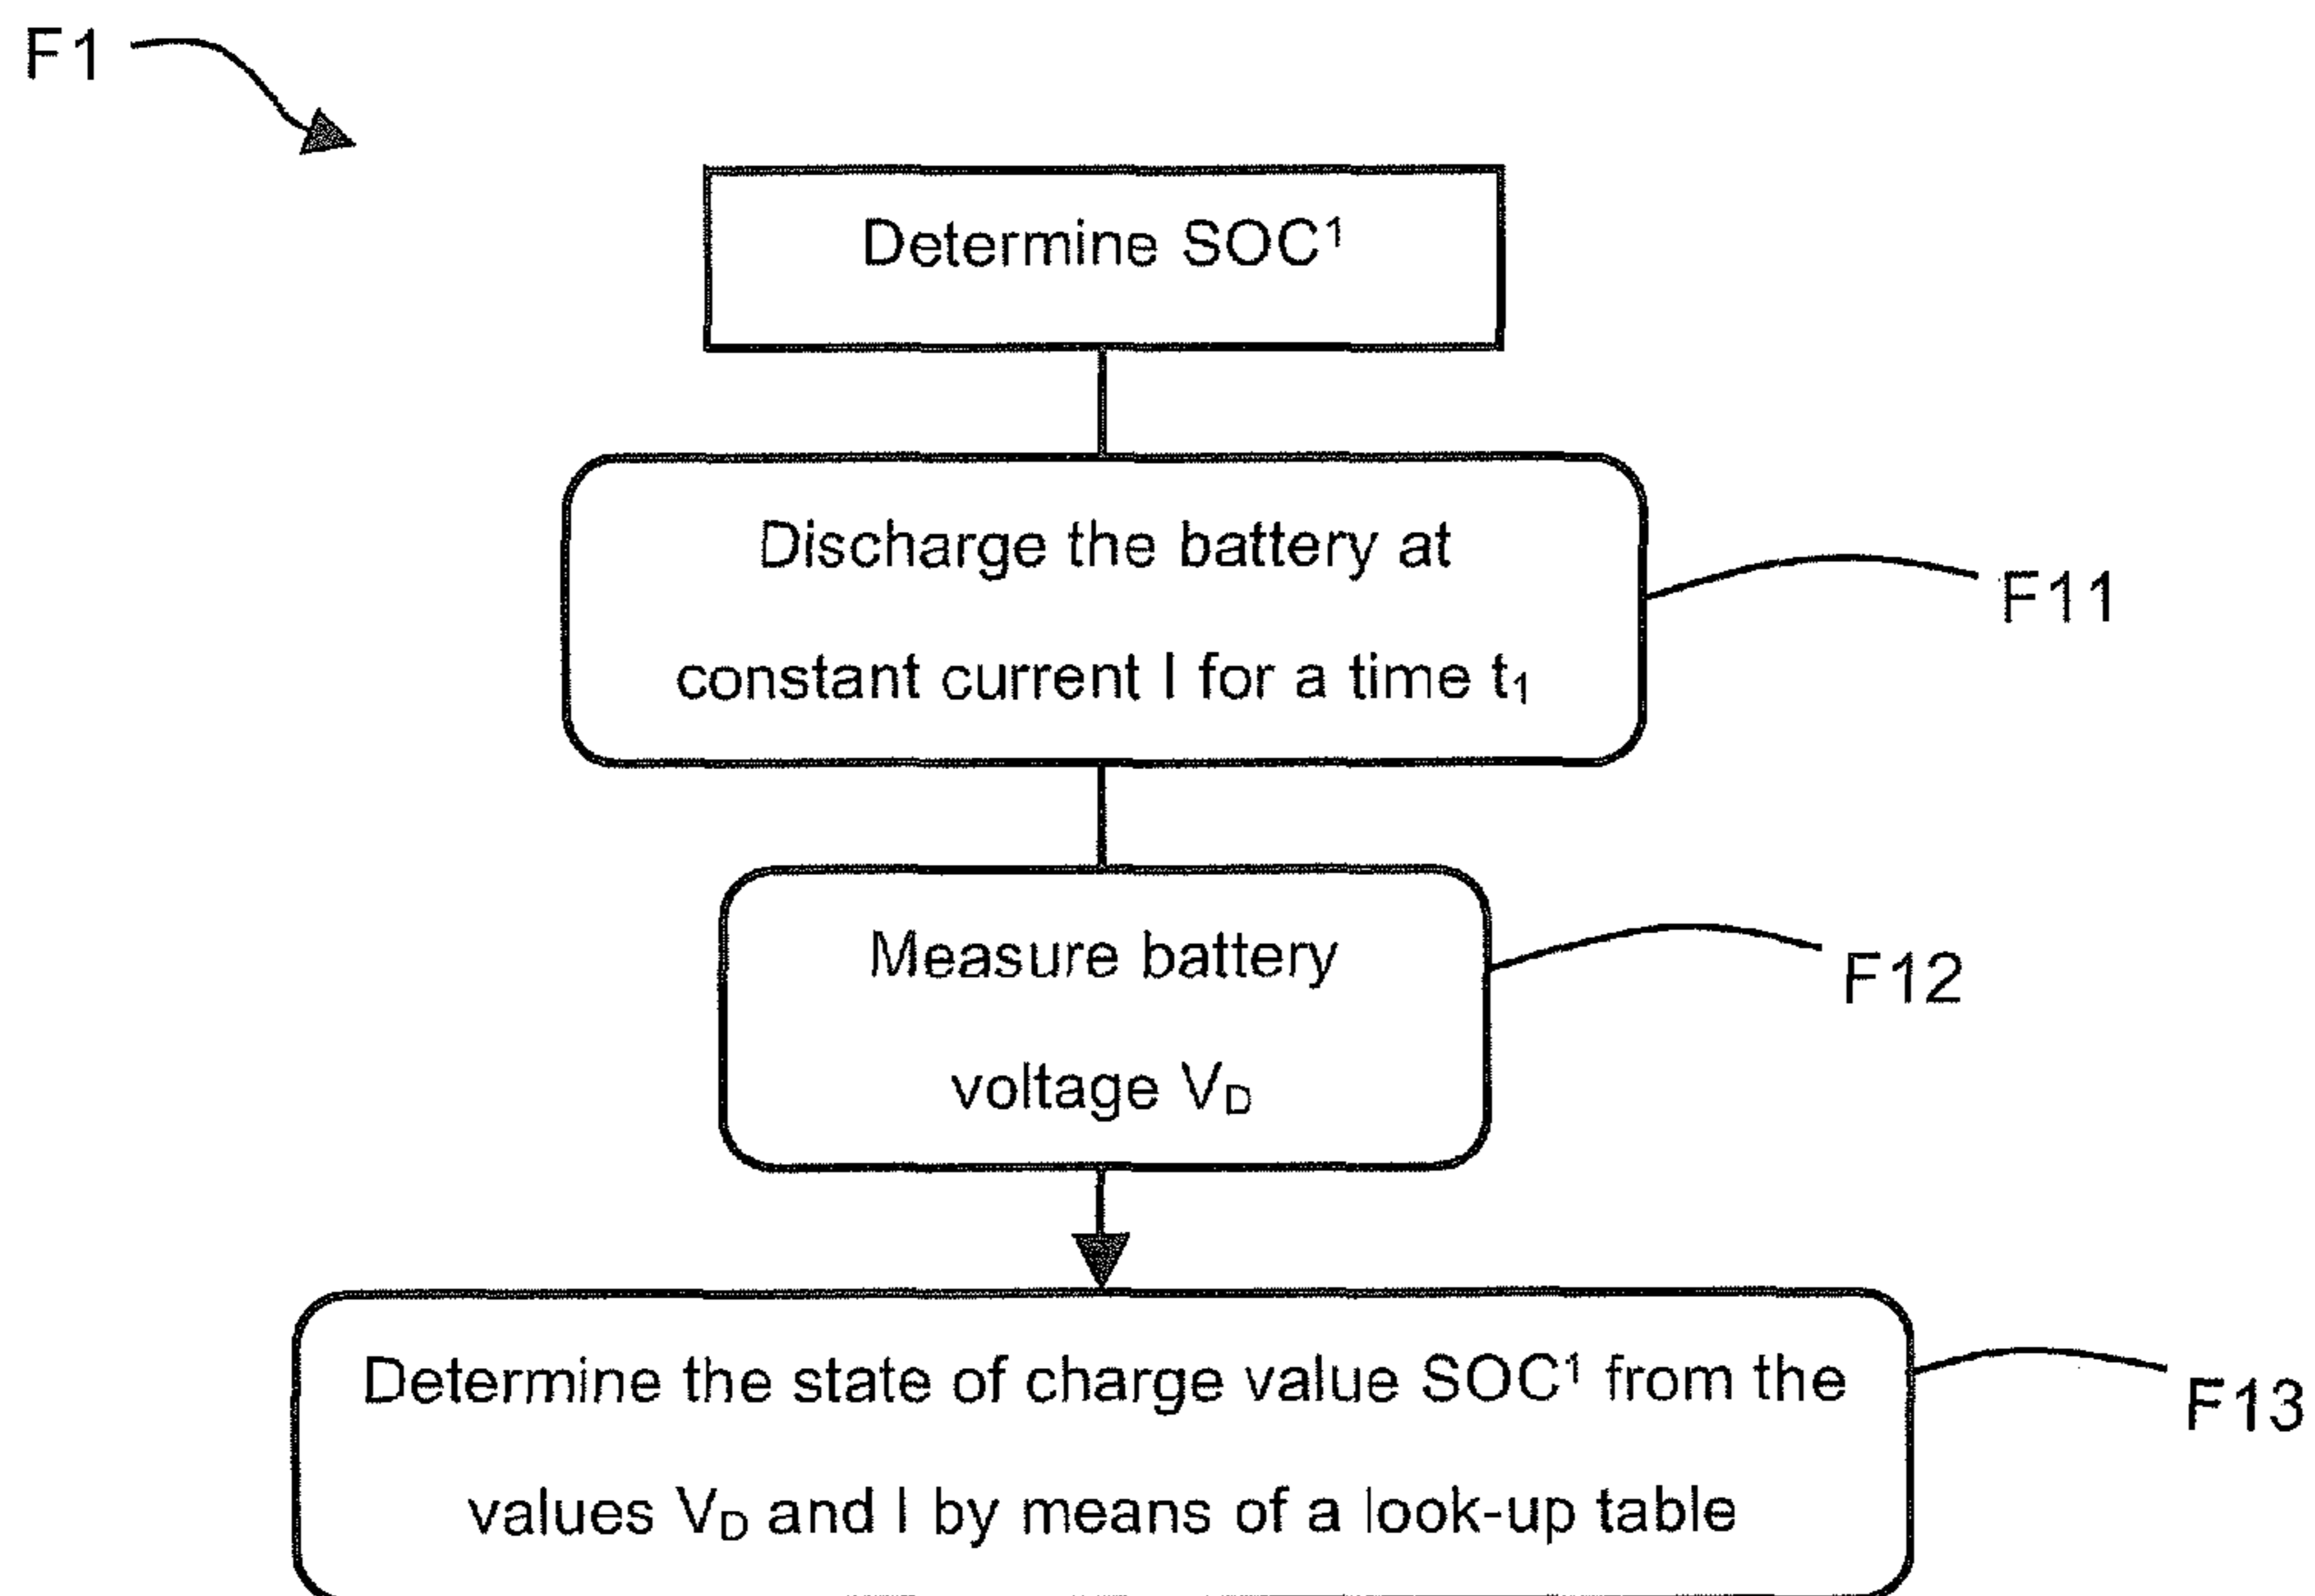 F1
Determine SOC¹
Discharge the battery at
constant current I for a time t₁
F11
Measure battery
voltage V_D
F12
Determine the state of charge value SOC¹ from the
values V_D and I by means of a look-up table
F13